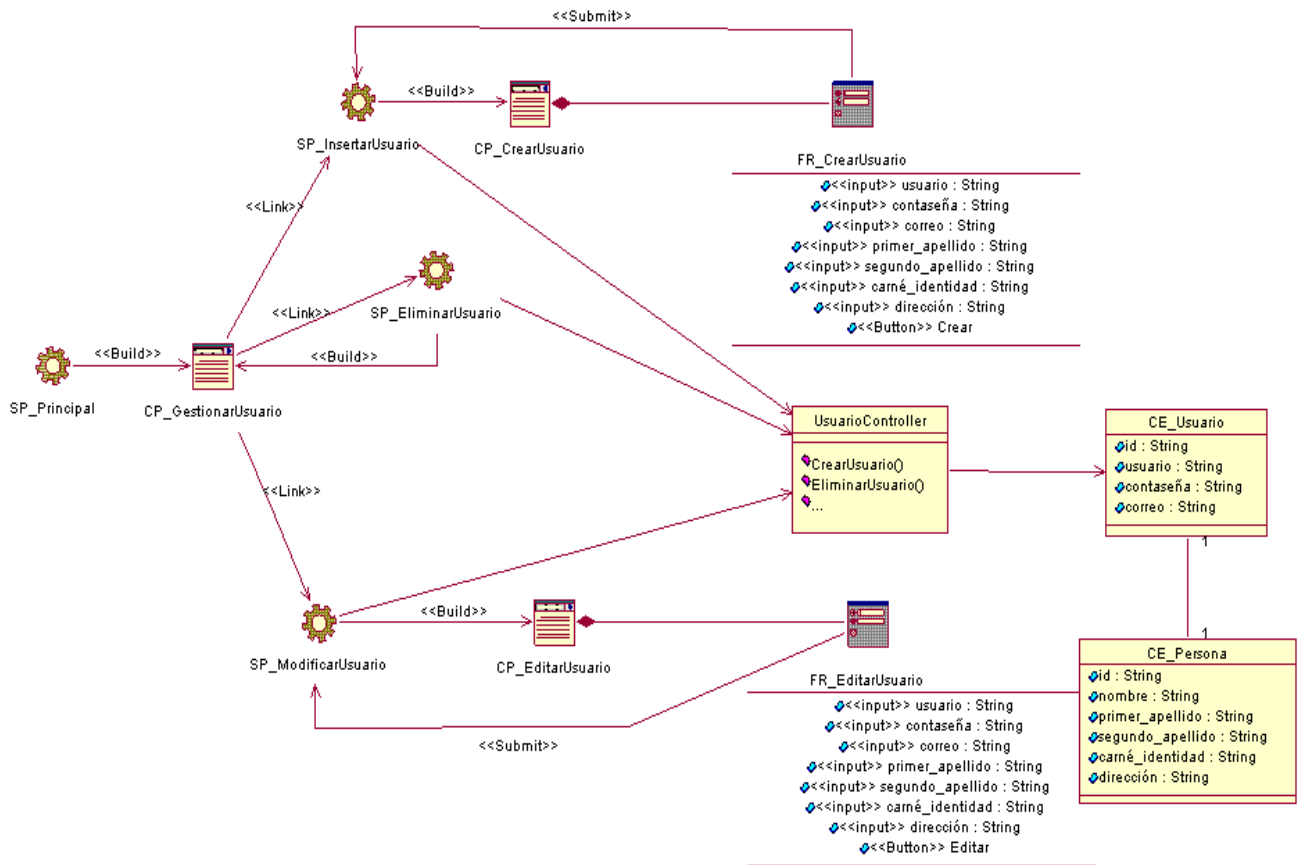 <<Submit>>
<<Build>>
SP_InsertarUsuario
CP_CrearUsuario
FR_CrearUsuario
<<input>> usuario : String
<<input>> contaseña : String
<<input>> correo : String
<<input>> primer_apellido : String
<<input>> segundo_apellido : String
<<input>> carné_identidad : String
<<input>> dirección : String
<<Button>> Crear
<<Link>>
<<Link>>
SP_EliminarUsuario
<<Build>>
<<Build>>
SP_Principal
CP_GestionarUsuario
<<Link>>
UsuarioController
CrearUsuario()
EliminarUsuario()
...
CE_Usuario
id : String
usuario : String
contaseña : String
correo : String
1
1
CE_Persona
id : String
nombre : String
primer_apellido : String
segundo_apellido : String
carné_identidad : String
dirección : String
<<Build>>
SP_ModificarUsuario
CP_EditarUsuario
<<Submit>>
FR_EditarUsuario
<<input>> usuario : String
<<input>> contaseña : String
<<input>> correo : String
<<input>> primer_apellido : String
<<input>> segundo_apellido : String
<<input>> carné_identidad : String
<<input>> dirección : String
<<Button>> Editar